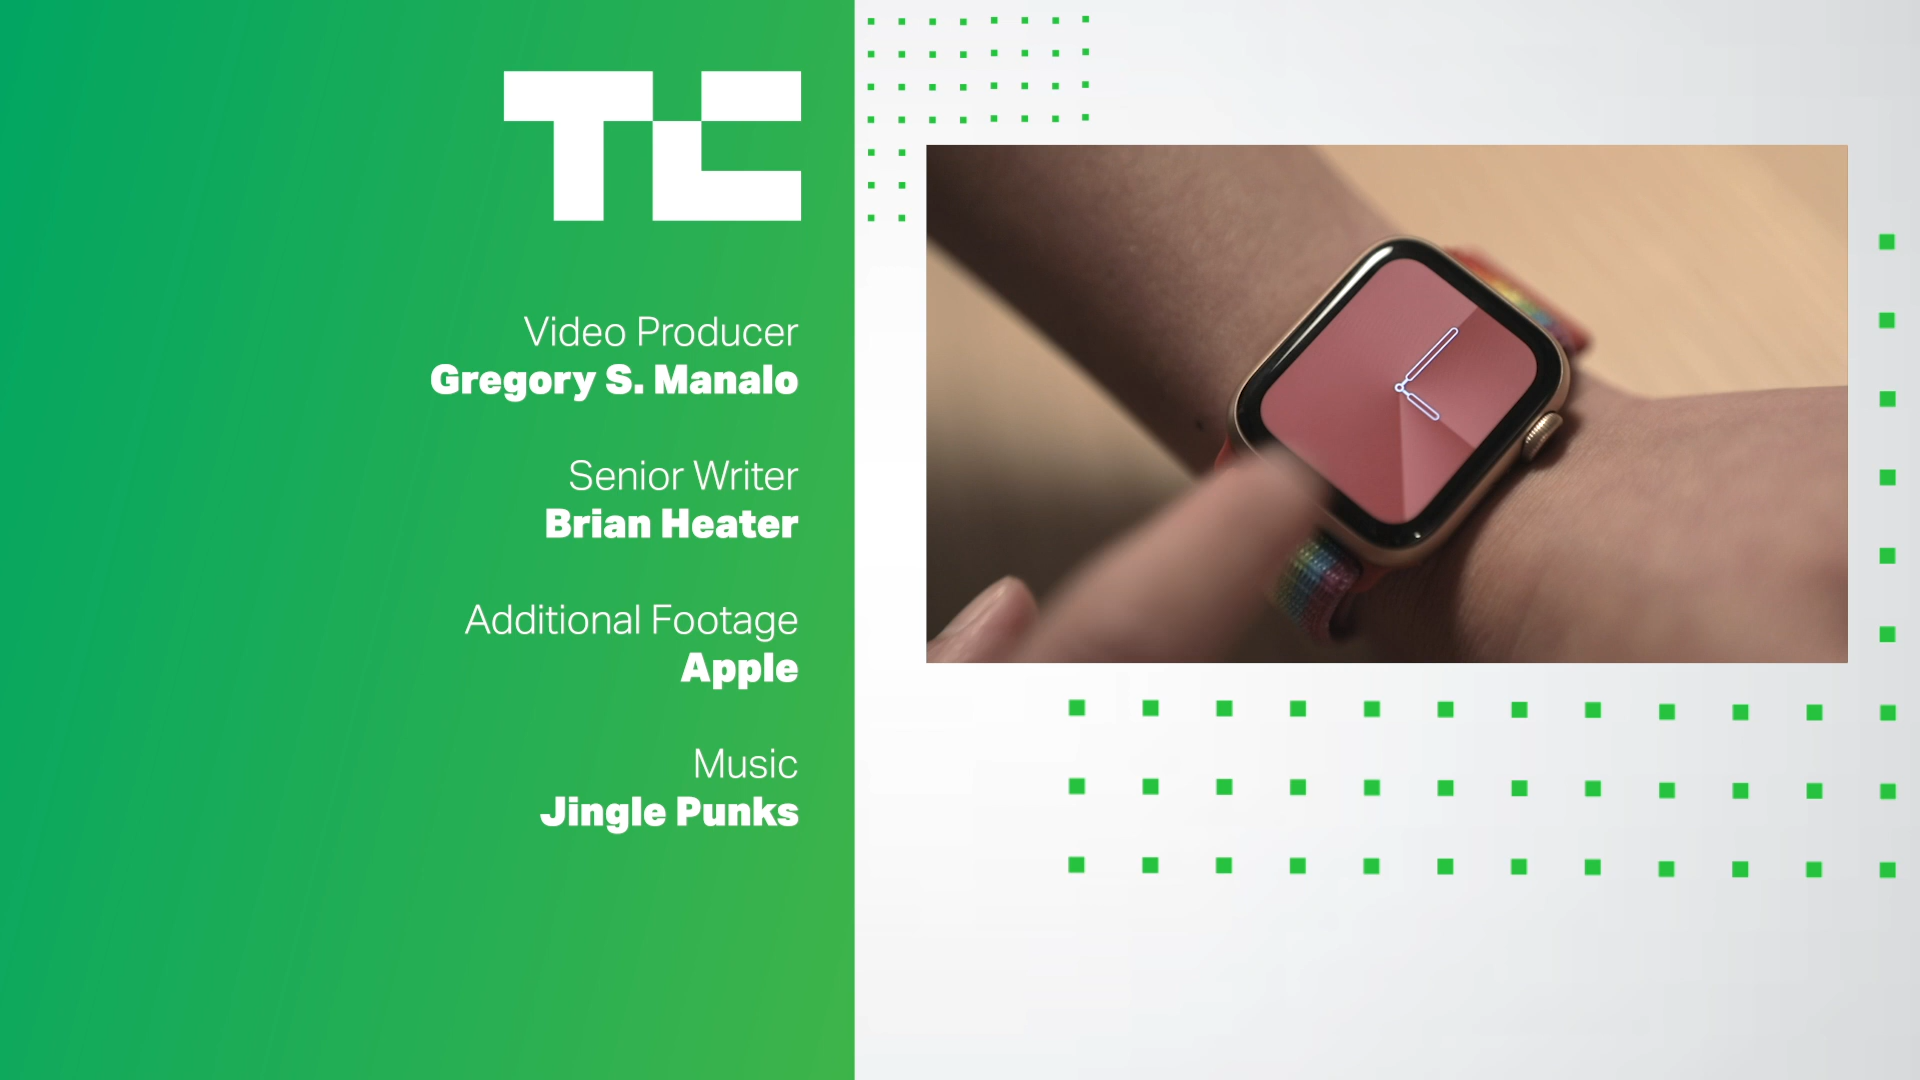 TC
Video Producer
Gregory S. Manalo
Senior Writer
Brian Heater
Additional Footage
Apple
Music
Jingle Punks